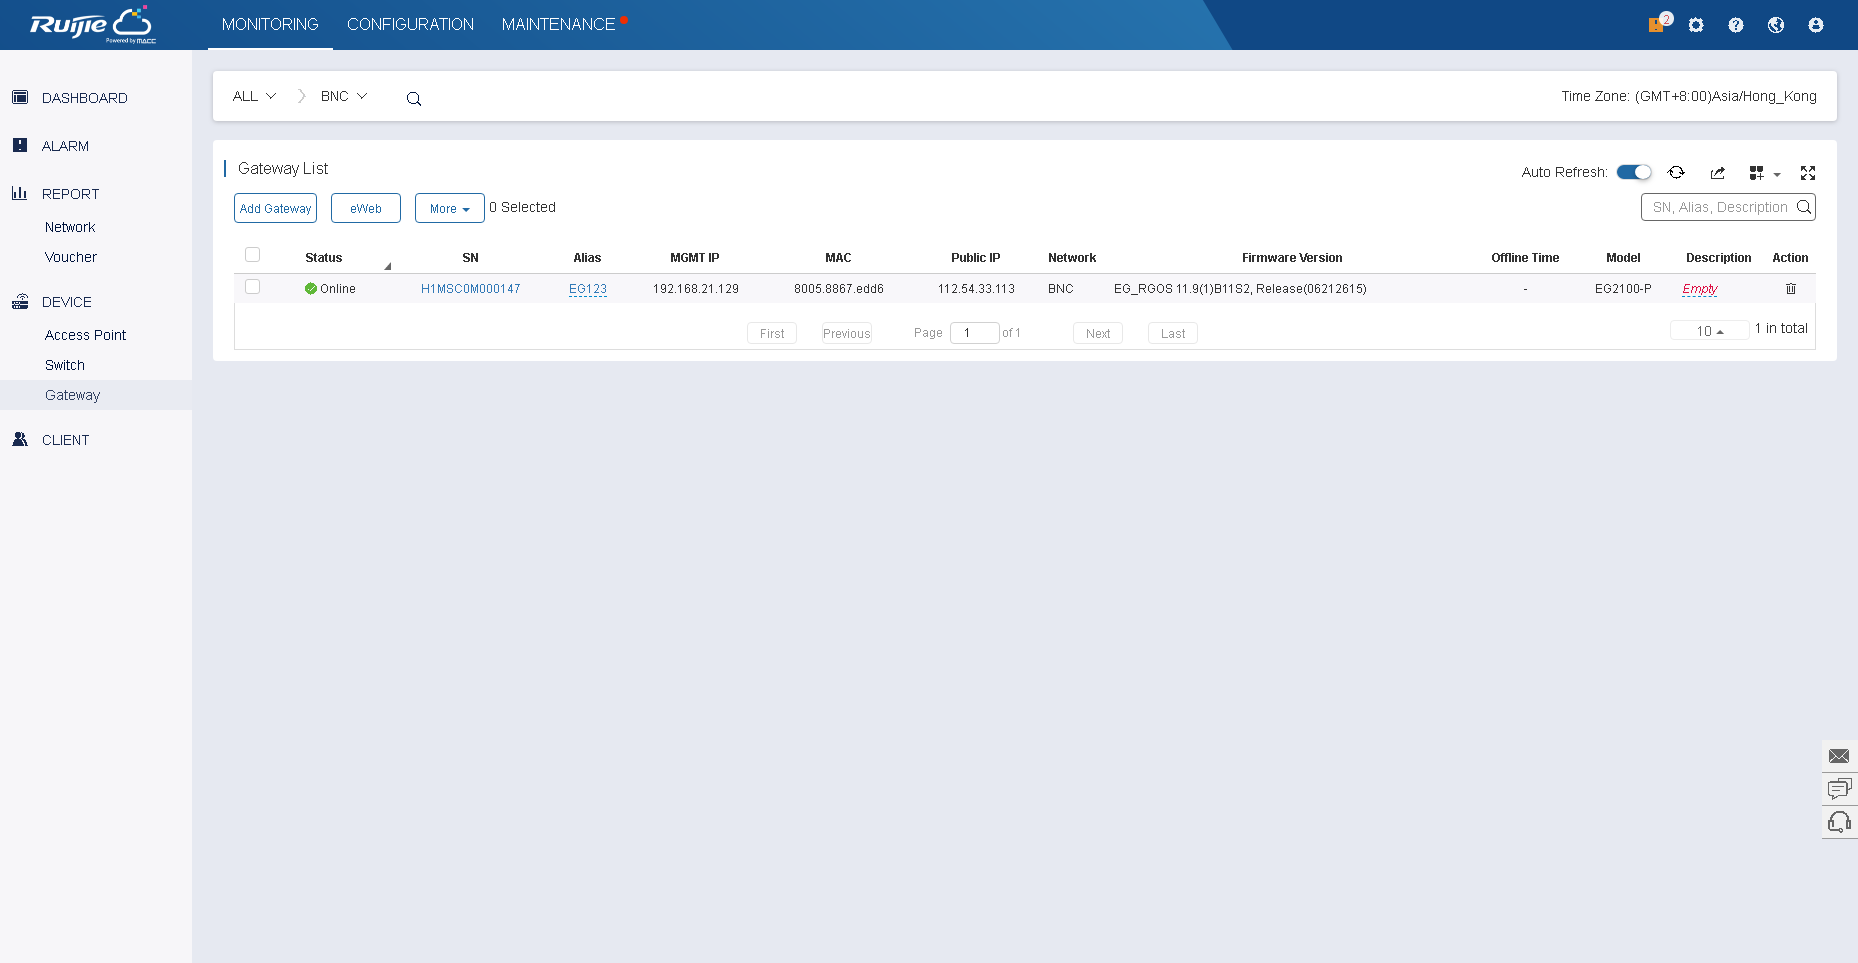 Ruijie
Powered by MACC
MONITORING CONFIGURATION MAINTENANCE
2
DASHBOARD
ALARM
REPORT
Network
Voucher
DEVICE
Access Point
Switch
Gateway
CLIENT
ALL BNC
Time Zone: (GMT+8:00)Asia/Hong_Kong
Gateway List
Auto Refresh:
Add Gateway eWeb More 0 Selected
SN, Alias, Description
Status SN Alias MGMT IP MAC Public IP Network Firmware Version Offline Time Model Description Action
Online H1MSC0M000147 EG123 192.168.21.129 8005.8867.edd6 112.54.33.113 BNC EG_RGOS 11.9(1)B11S2, Release(06212615) - EG2100-P Empty
First Previous Page 1 of 1 Next Last 10 1 in total